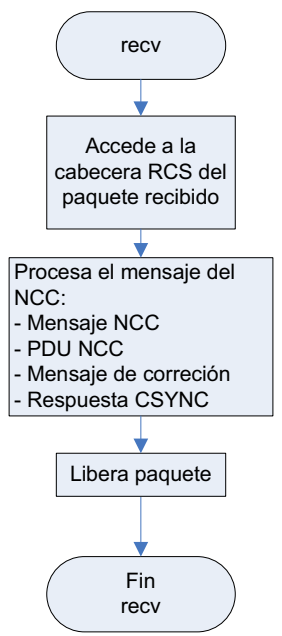 recv
Accede a la
cabecera RCS del
paquete recibido
Procesa el mensaje del
NCC:
- Mensaje NCC
- PDU NCC
- Mensaje de correción
- Respuesta CSYNC
Libera paquete
Fin
recv